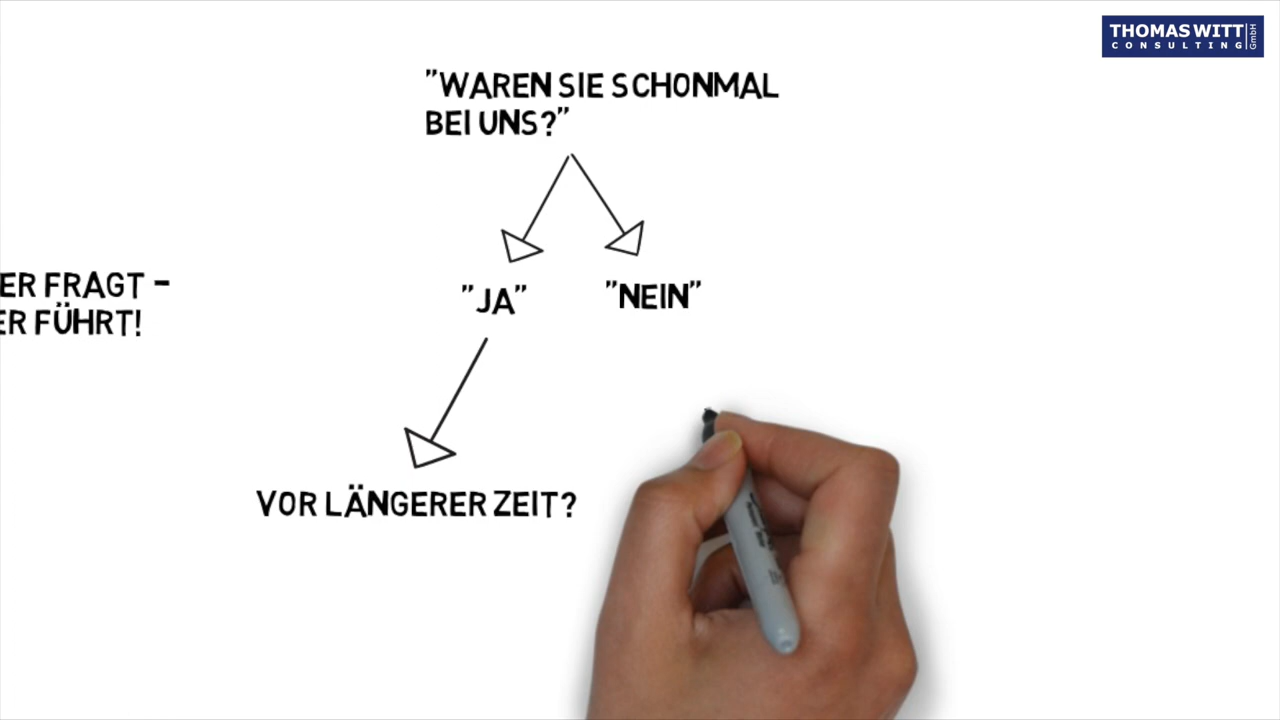 THOMAS WITT GmbH
CONSULTING
"WAREN SIE SCHONMAL
BEI UNS?"
"JA"
"NEIN"
ER FRAGT -
ER FÜHRT!
VOR LÄNGERER ZEIT?